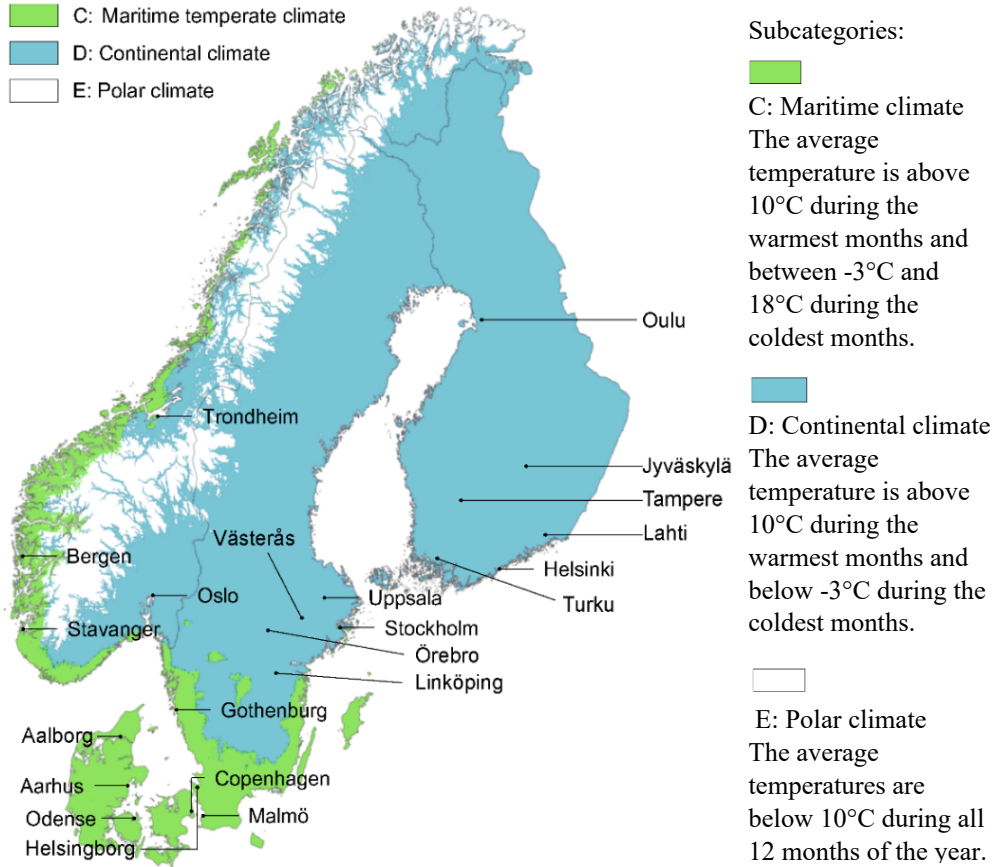 C: Maritime temperate climate
D: Continental climate
E: Polar climate
Oulu
Trondheim
Jyväskylä
Tampere
Västerås
Lahti
Bergen
Helsinki
Oslo
Uppsala
Turku
Stavanger
Stockholm
Örebro
Linköping
Gothenburg
Aalborg
Copenhagen
Aarhus
Odense
Malmö
Helsingborg
Subcategories:
C: Maritime climate
The average
temperature is above
10°C during the
warmest months and
between -3°C and
18°C during the
coldest months.
D: Continental climate
The average
temperature is above
10°C during the
warmest months and
below -3°C during the
coldest months.
E: Polar climate
The average
temperatures are
below 10°C during all
12 months of the year.